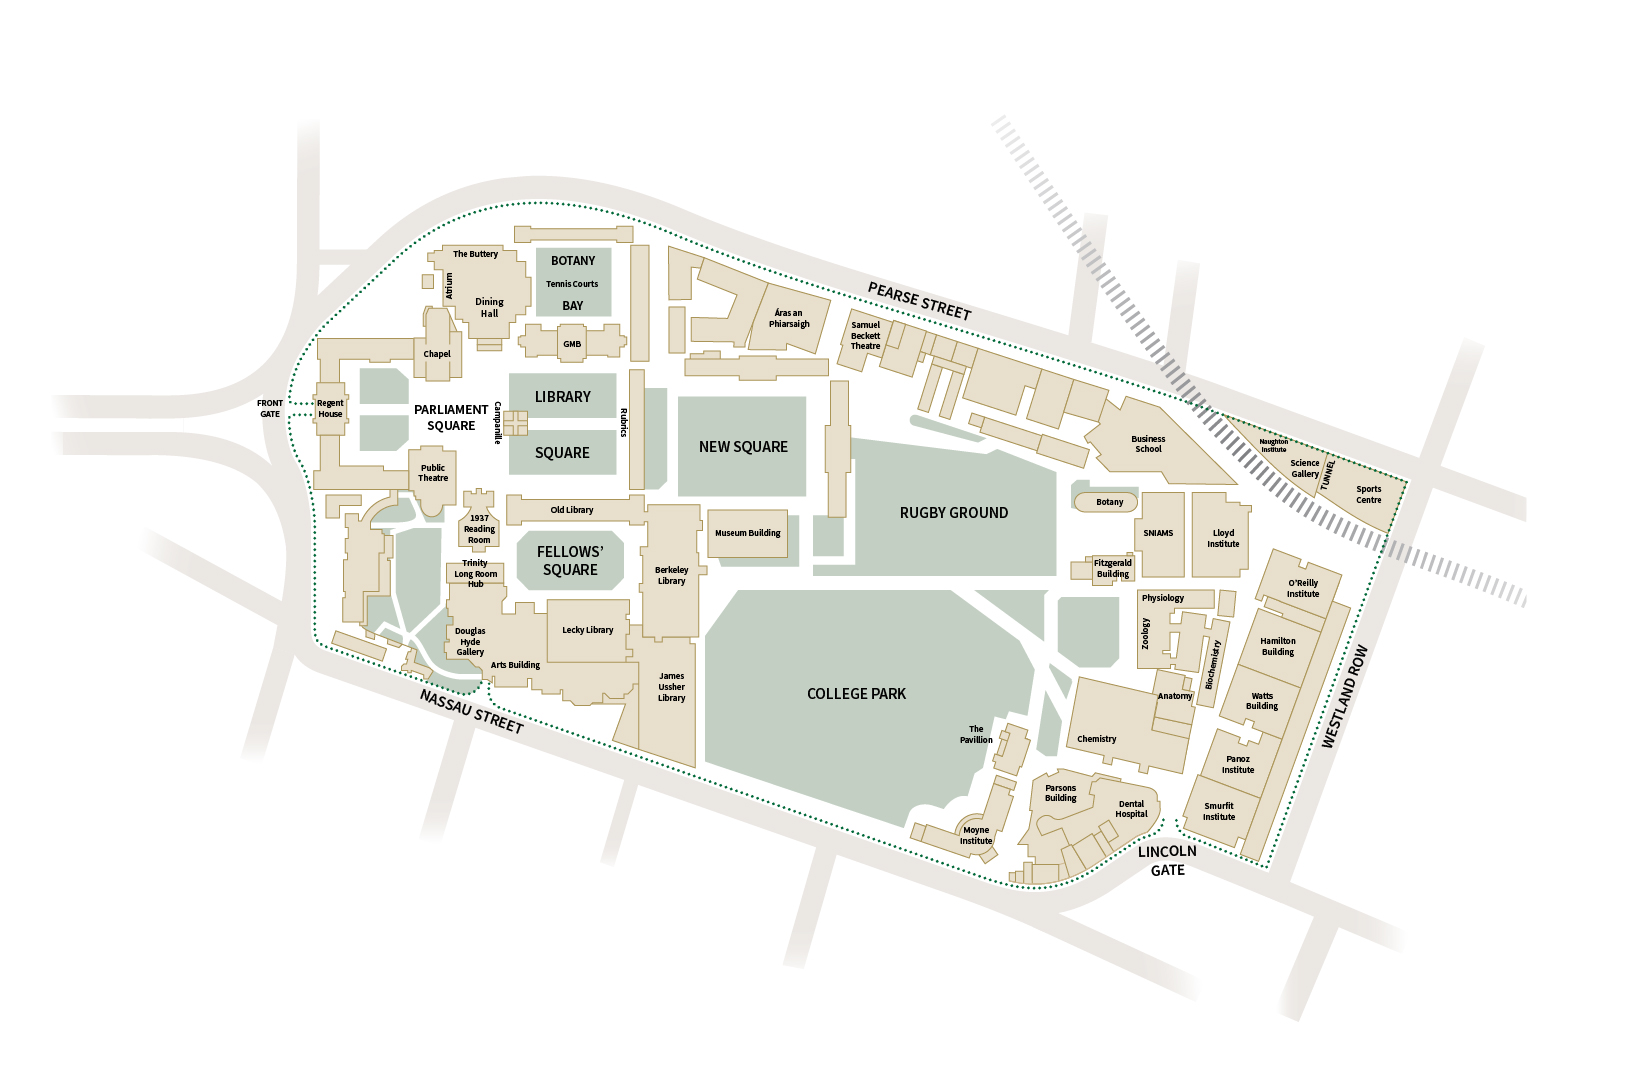 The Buttery
Atrium
Dining
Hall
BOTANY
Tennis Courts
BAY
GMB
Chapel
PEARSE STREET
Áras an
Phiarsaigh
Samuel
Beckett
Theatre
FRONT
GATE
Regent
House
PARLIAMENT
SQUARE
Campanille
LIBRARY
SQUARE
Rubrics
NEW SQUARE
Business
School
Naughton
Institute
Science
Gallery
TUNNEL
Sports
Centre
Public
Theatre
1937
Reading
Room
Old Library
FELLOWS’
SQUARE
Museum Building
RUGBY GROUND
Botany
SNIAMS
Lloyd
Institute
Fitzgerald
Building
Trinity
Long Room
Hub
Berkeley
Library
Physiology
Zoology
Biochemistry
O'Reilly
Institute
Douglas
Hyde
Gallery
Lecky Library
Arts Building
James
Ussher
Library
COLLEGE PARK
Hamilton
Building
Anatomy
Watts
Building
WESTLAND ROW
NASSAU STREET
The
Pavillion
Chemistry
Panoz
Institute
Parsons
Building
Dental
Hospital
Smurfit
Institute
Moyne
Institute
LINCOLN
GATE